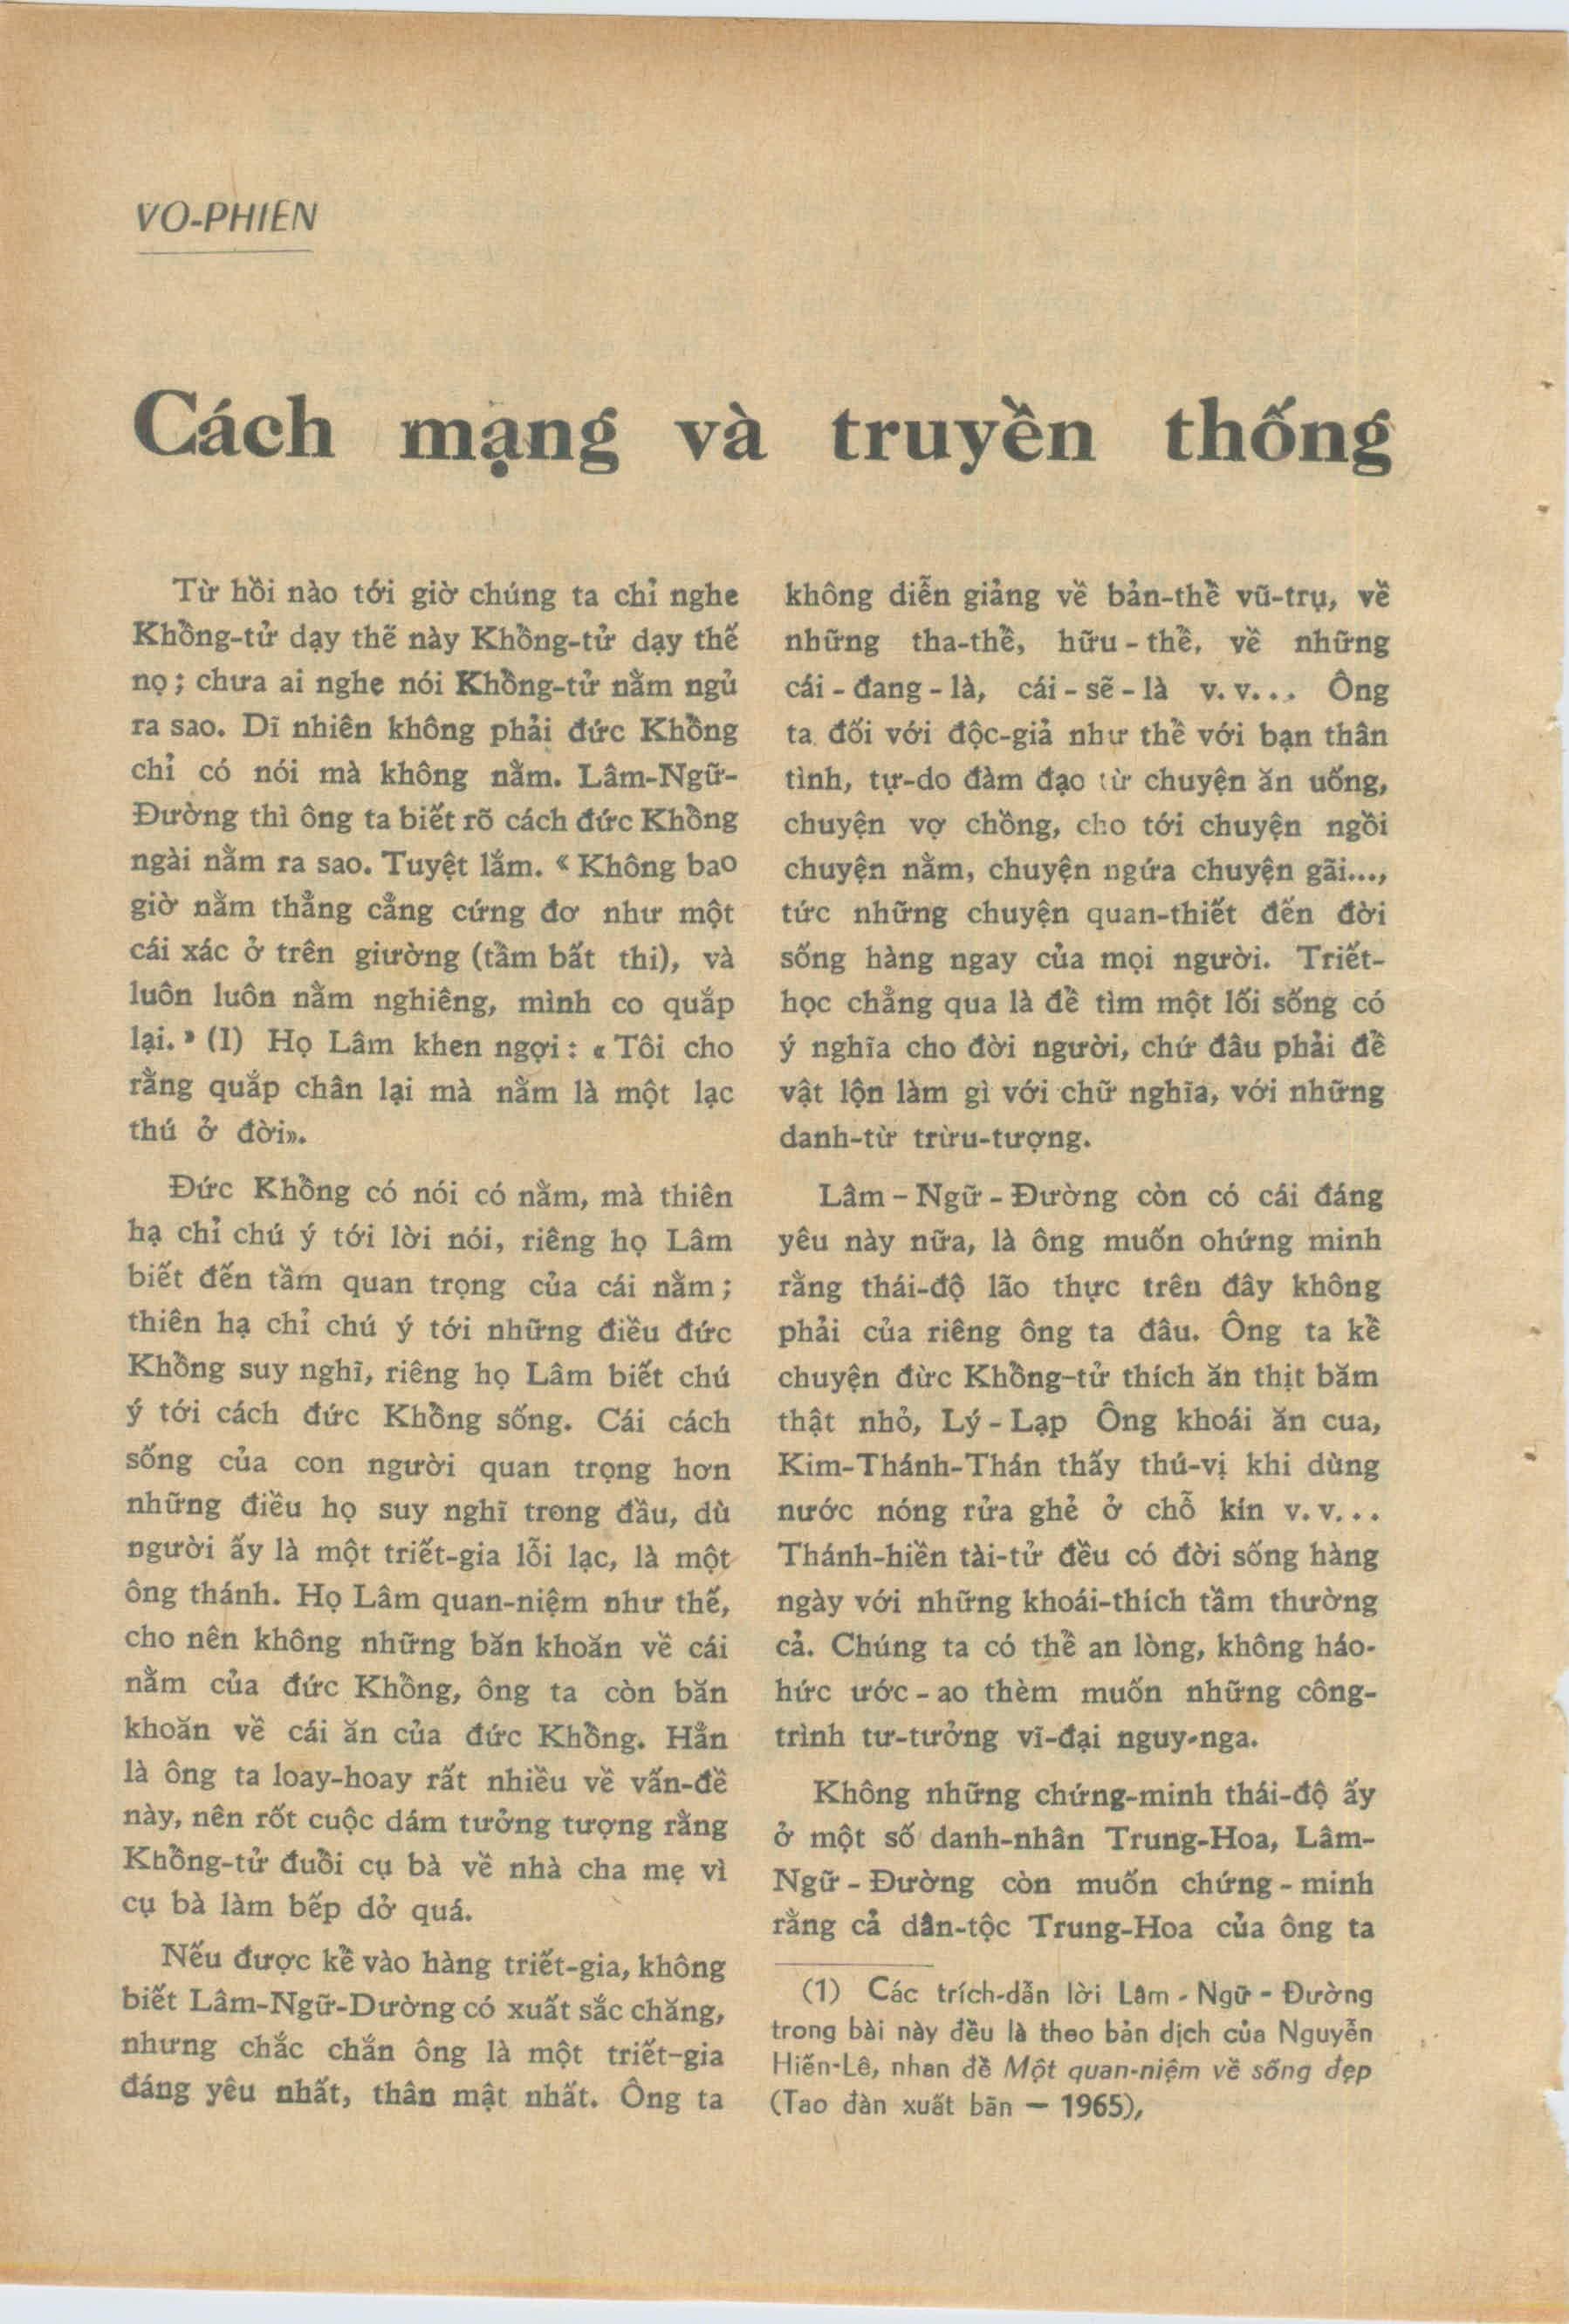 VO-PHIEN
Cách mạng và truyền thống
Từ hồi nào tới giờ chúng ta chỉ nghe
Khổng-tử dạy thế này Khổng-tử dạy thế
nọ ; chưa ai nghe nói Khổng-tử nằm ngủ
ra sao. Dĩ nhiên không phải đức Khổng
chỉ có nói mà không nằm. Lâm-Ngữ-
Đường thì ông ta biết rõ cách đức Khổng
ngài nằm ra sao. Tuyệt lắm. « Không bao
giờ nằm thẳng cẳng cứng đơ như một
cái xác ở trên giường (tầm bất thi), và
luôn luôn nằm nghiêng, mình co quắp
lại. » (1) Họ Lâm khen ngợi : « Tôi cho
rằng quắp chân lại mà nằm là một lạc
thú ở đời».
Đức Khổng có nói có nằm, mà thiên
hạ chỉ chú ý tới lời nói, riêng họ Lâm
biết đến tầm quan trọng của cái nằm ;
thiên hạ chỉ chú ý tới những điều đức
Khổng suy nghĩ, riêng họ Lâm biết chú
ý tới cách đức Khổng sống. Cái cách
sống của con người quan trọng hơn
những điều họ suy nghĩ trong đầu, dù
người ấy là một triết-gia lỗi lạc, là một
ông thánh. Họ Lâm quan-niệm như thế,
cho nên không những băn khoăn về cái
nằm của đức Khổng, ông ta còn băn
khoăn về cái ăn của đức Khổng. Hẳn
là ông ta loay-hoay rất nhiều về vấn-đề
này, nên rốt cuộc dám tưởng tượng rằng
Khổng-tử đuổi cụ bà về nhà cha mẹ vì
cụ bà làm bếp dở quá.
Nếu được kể vào hàng triết-gia, không
biết Lâm-Ngữ-Dường có xuất sắc chăng,
nhưng chắc chắn ông là một triết-gia
đáng yêu nhất, thân mật nhất. Ông ta
không diễn giảng về bản-thể vũ-trụ, về
những tha-thể, hữu - thể, về những
cái - đang - là, cái - sẽ - là v. v... Ông
ta đối với độc-giả như thể với bạn thân
tình, tự-do đàm đạo từ chuyện ăn uống,
chuyện vợ chồng, cho tới chuyện ngồi
chuyện nằm, chuyện ngứa chuyện gãi...,
tức những chuyện quan-thiết đến đời
sống hàng ngay của mọi người. Triết-
học chẳng qua là để tìm một lối sống có
ý nghĩa cho đời người, chứ đâu phải để
vật lộn làm gì với chữ nghĩa, với những
danh-từ trừu-tượng.
Lâm - Ngữ - Đường còn có cái đáng
yêu này nữa, là ông muốn ohứng minh
rằng thái-độ lão thực trên đây không
phải của riêng ông ta đâu. Ông ta kể
chuyện đừc Khổng-tử thích ăn thịt băm
thật nhỏ, Lý - Lạp Ông khoái ăn cua,
Kim-Thánh-Thán thấy thú-vị khi dùng
nước nóng rửa ghẻ ở chỗ kín v. v...
Thánh-hiền tài-tử đều có đời sống hàng
ngày với những khoái-thích tầm thường
cả. Chúng ta có thể an lòng, không háo-
hức ước - ao thèm muốn những công-
trình tư-tưởng vĩ-đại nguy-nga.
Không những chứng-minh thái-độ ấy
ở một số danh-nhân Trung-Hoa, Lâm-
Ngữ - Đường còn muốn chứng - minh
rằng cả dân-tộc Trung-Hoa của ông ta
(1) Các trích-dẫn lời Lâm - Ngữ - Đường
trong bài này đều là theo bản dịch của Nguyễn
Hiến-Lê, nhan đề Một quan-niệm về sống đẹp
(Tao đàn xuất bãn — 1965),